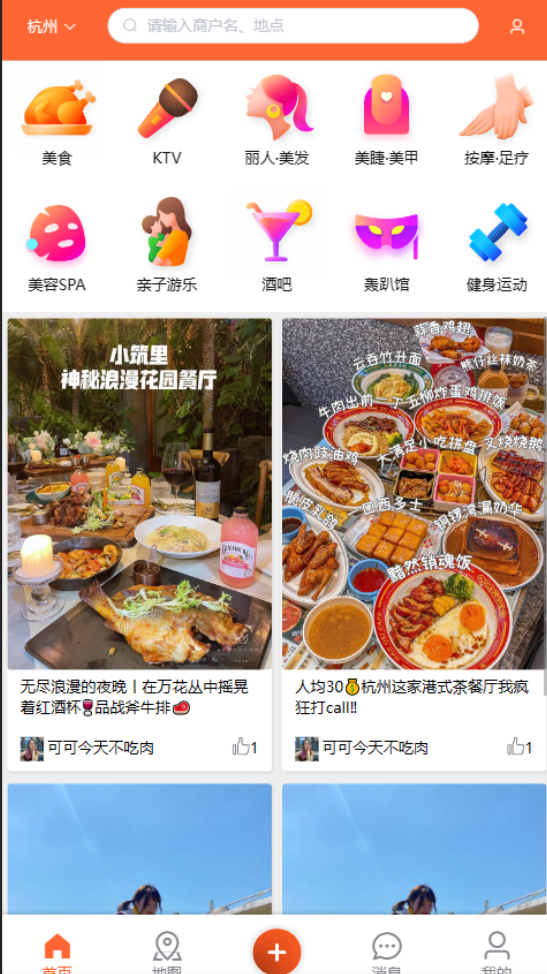 杭州
请输入商户名、地点
美食
KTV
丽人·美发
美睫·美甲
按摩·足疗
美容SPA
亲子游乐
酒吧
轰趴馆
健身运动
小筑里
神秘浪漫花园餐厅
蒜香鸡翅
云吞竹升面
熊仔丝袜奶茶
牛肉出前一丁
五柳炸蛋鸡排饭
烧肉豉油鸡
大满足小吃拼盘
叉烧烧鹅
脆皮乳鸽
西多士
铜锣湾漏奶华
黯然销魂饭
无尽浪漫的夜晚丨在万花丛中摇晃
着红酒杯🍷品战斧牛排🥩
可可今天不吃肉
1
人均30💰杭州这家港式茶餐厅我疯
狂打call‼️
可可今天不吃肉
1
首页
地图
消息
我的